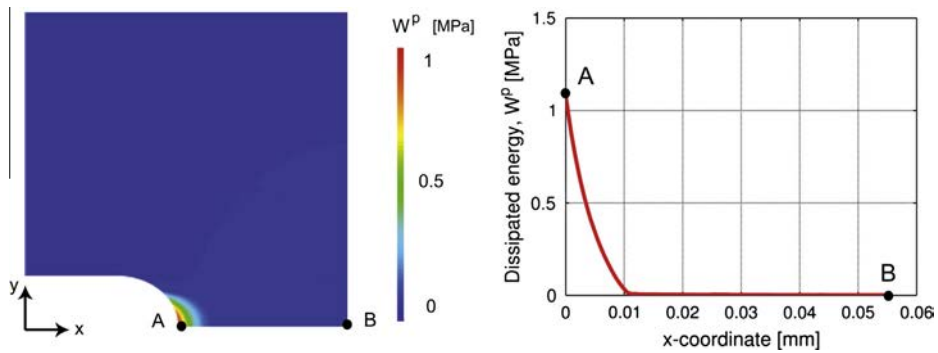 W^p [MPa]
1
0.5
0
y
x
A
B
Dissipated energy, W^p [MPa]
1.5
1
0.5
0
A
B
0 0.01 0.02 0.03 0.04 0.05 0.06
x-coordinate [mm]